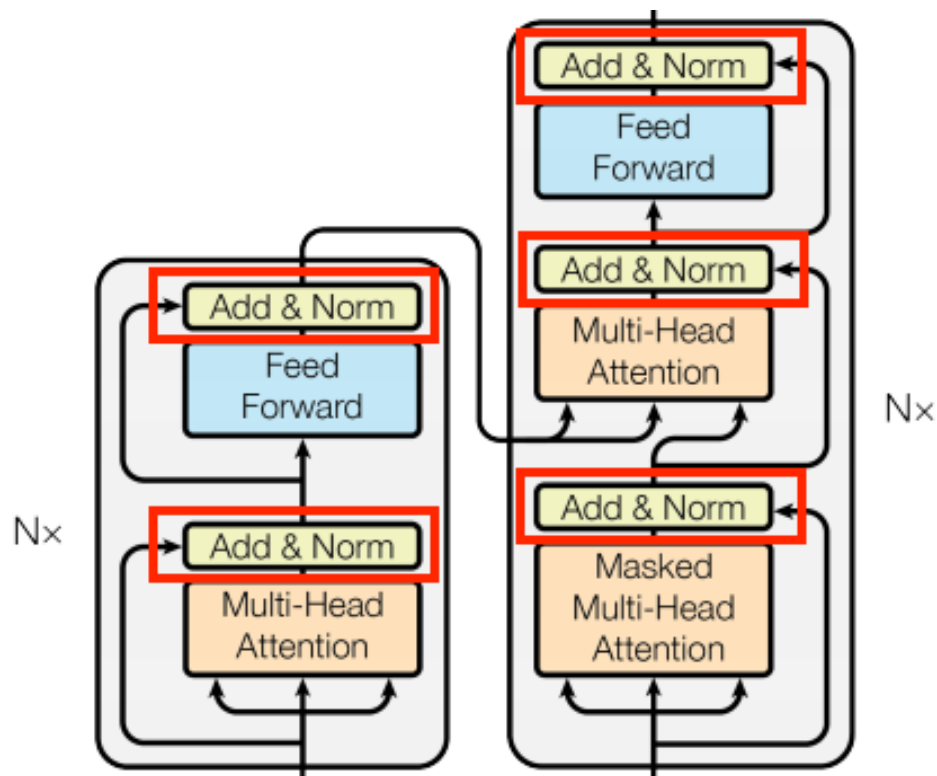 Add & Norm
Feed
Forward
Add & Norm
Multi-Head
Attention
Nx
Add & Norm
Feed
Forward
Add & Norm
Multi-Head
Attention
Add & Norm
Masked
Multi-Head
Attention
Nx